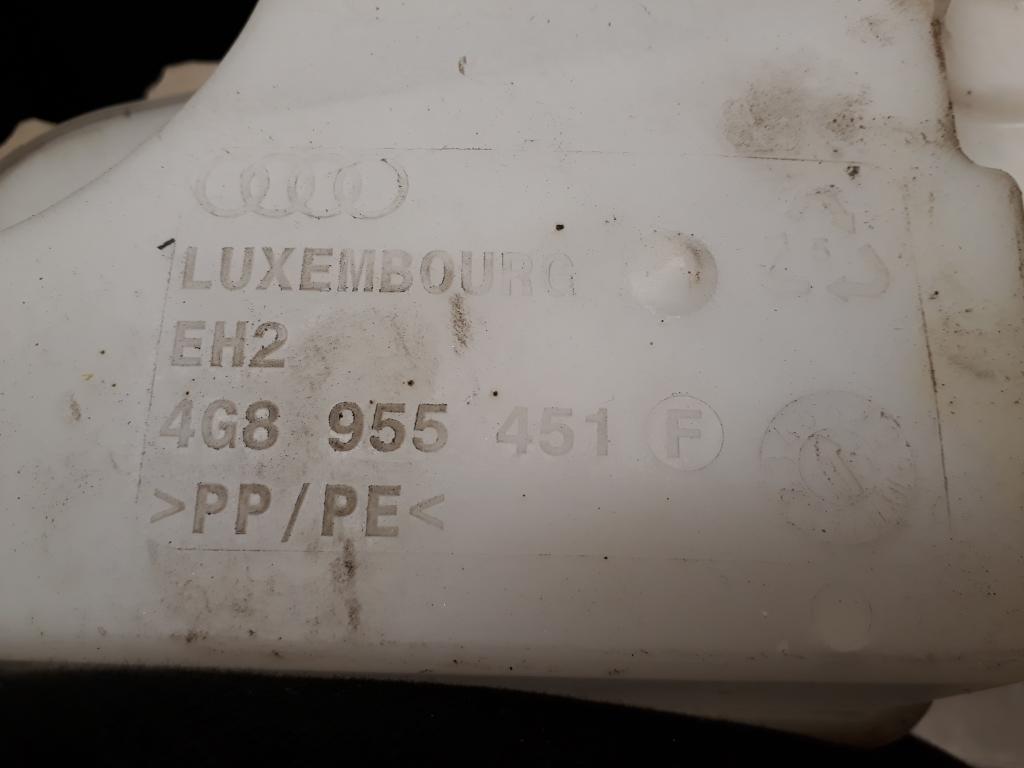 LUXEMBOURG
EH2
4G8 955 451 F
>PP/PE<